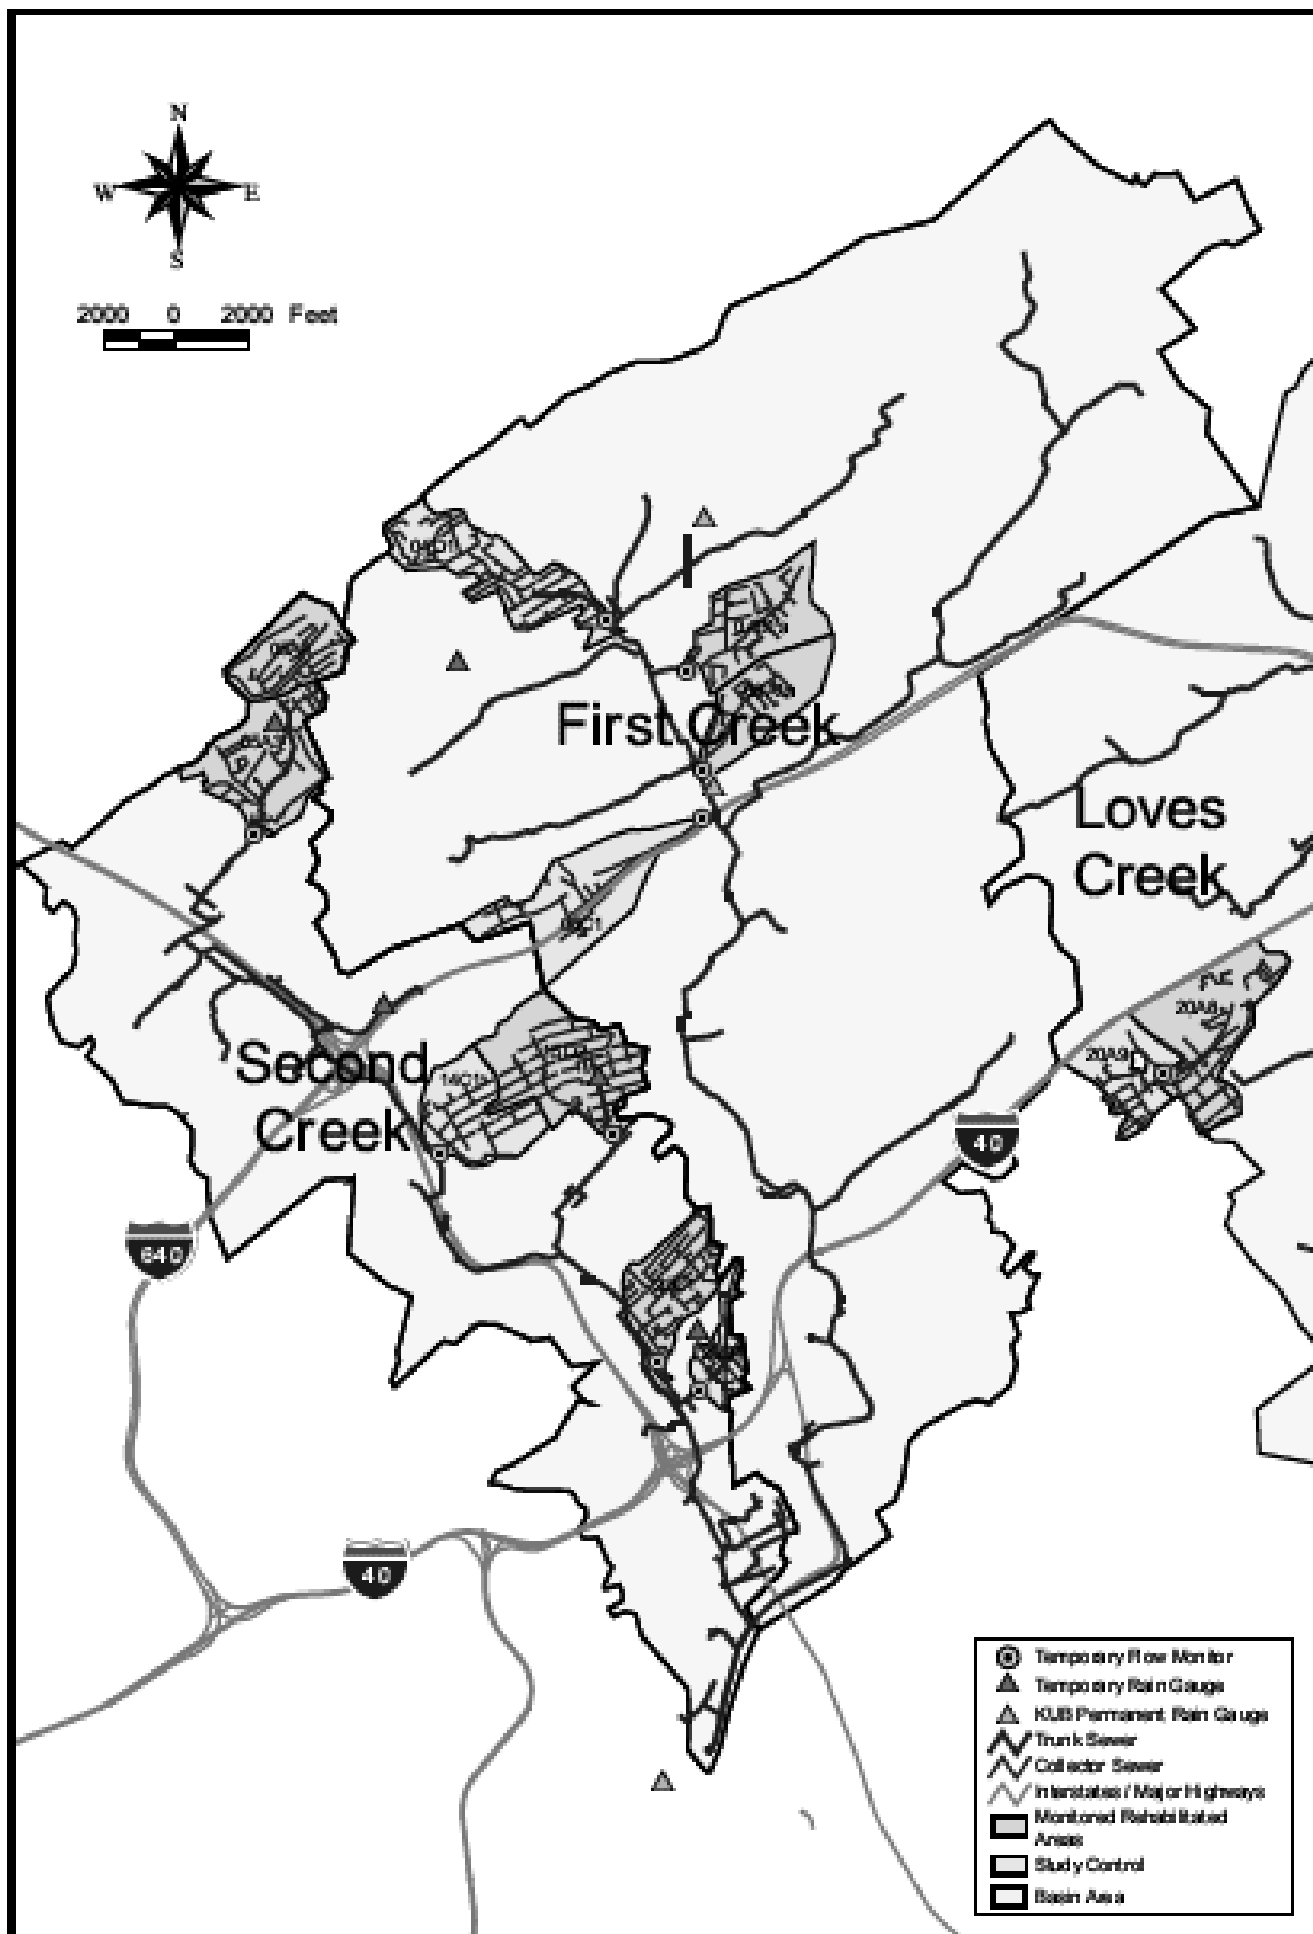 N
W E
S
2000 0 2000 Feet
First Creek
Loves
Creek
20A8
20A9
Second
Creek
40
640
40
Temporary Flow Monitor
Temporary Rain Gauge
KUB Permanent Rain Gauge
Trunk Sewer
Collector Sewer
Interstates / Major Highways
Monitored Rehabilitated
Areas
Study Control
Basin Area